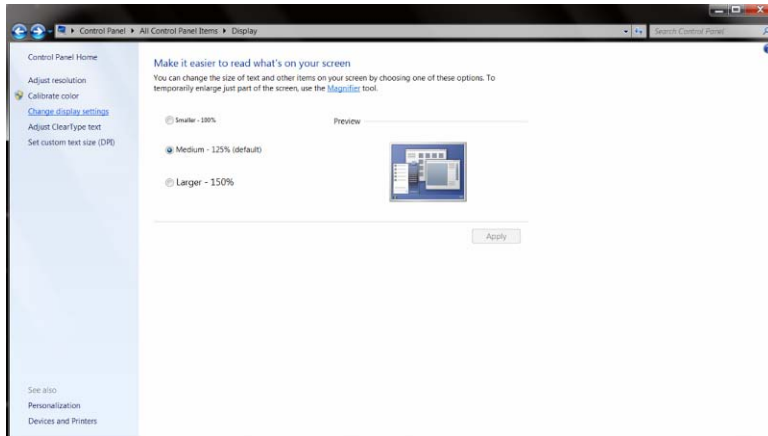 Control Panel ▸ All Control Panel Items ▸ Display
Search Control Panel
Control Panel Home
Adjust resolution
Calibrate color
Change display settings
Adjust ClearType text
Set custom text size (DPI)
Make it easier to read what's on your screen
You can change the size of text and other items on your screen by choosing one of these options. To
temporarily enlarge just part of the screen, use the Magnifier tool.
Smaller - 100%
Preview
Medium - 125% (default)
Larger - 150%
Apply
See also
Personalization
Devices and Printers